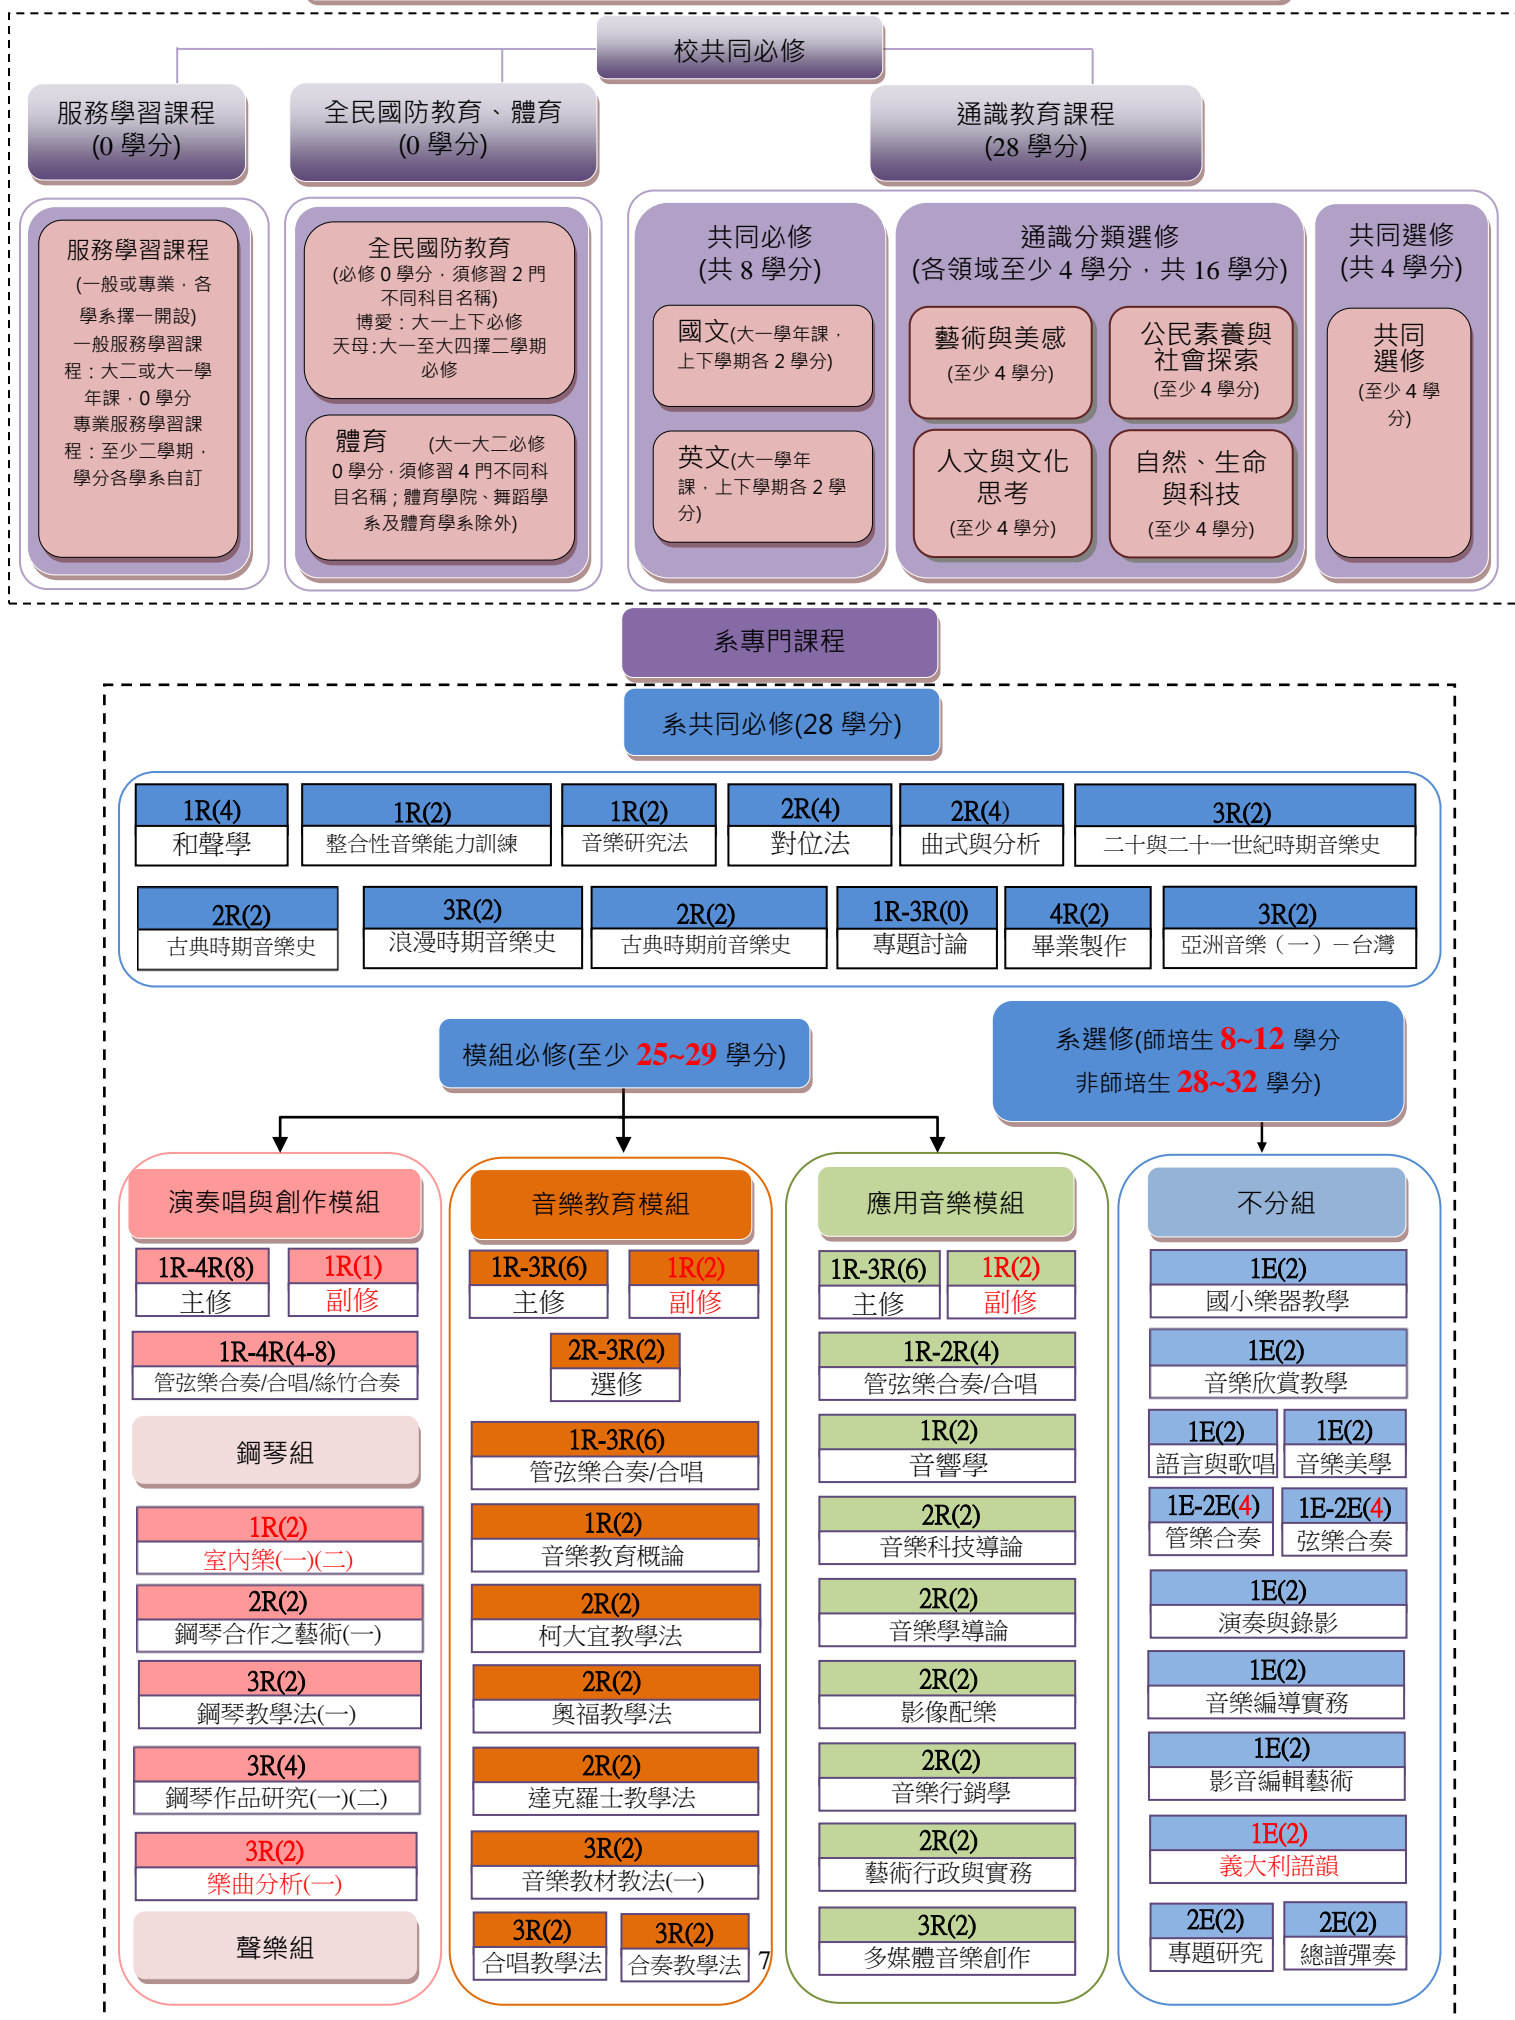 校共同必修
服務學習課程
(0 學分)
全民國防教育、體育
(0 學分)
通識教育課程
(28 學分)
服務學習課程
(一般或專業，各
學系擇一開設)
一般服務學習課
程：大二或大一學
年課，0 學分
專業服務學習課
程：至少二學期，
學分各學系自訂
全民國防教育
(必修 0 學分，須修習 2 門
不同科目名稱)
博愛：大一上下必修
天母:大一至大四擇二學期
必修
體育 (大一大二必修
0 學分，須修習 4 門不同科
目名稱；體育學院、舞蹈學
系及體育學系除外)
共同必修
(共 8 學分)
國文(大一學年課，
上下學期各 2 學分)
英文(大一學年
課，上下學期各 2 學
分)
通識分類選修
(各領域至少 4 學分，共 16 學分)
藝術與美感
(至少 4 學分)
公民素養與
社會探索
(至少 4 學分)
人文與文化
思考
(至少 4 學分)
自然、生命
與科技
(至少 4 學分)
共同選修
(共 4 學分)
共同
選修
(至少 4 學
分)
系專門課程
系共同必修(28 學分)
1R(4)
和聲學
1R(2)
整合性音樂能力訓練
1R(2)
音樂研究法
2R(4)
對位法
2R(4)
曲式與分析
3R(2)
二十與二十一世紀時期音樂史
2R(2)
古典時期音樂史
3R(2)
浪漫時期音樂史
2R(2)
古典時期前音樂史
1R-3R(0)
專題討論
4R(2)
畢業製作
3R(2)
亞洲音樂（一）－台灣
模組必修(至少 25~29 學分)
系選修(師培生 8~12 學分
非師培生 28~32 學分)
演奏唱與創作模組
1R-4R(8)
主修
1R(1)
副修
1R-4R(4-8)
管弦樂合奏/合唱/絲竹合奏
鋼琴組
1R(2)
室內樂(一)(二)
2R(2)
鋼琴合作之藝術(一)
3R(2)
鋼琴教學法(一)
3R(4)
鋼琴作品研究(一)(二)
3R(2)
樂曲分析(一)
聲樂組
音樂教育模組
1R-3R(6)
主修
1R(2)
副修
2R-3R(2)
選修
1R-3R(6)
管弦樂合奏/合唱
1R(2)
音樂教育概論
2R(2)
柯大宜教學法
2R(2)
奧福教學法
2R(2)
達克羅士教學法
3R(2)
音樂教材教法(一)
3R(2)
合唱教學法
3R(2)
合奏教學法
7
應用音樂模組
1R-3R(6)
主修
1R(2)
副修
1R-2R(4)
管弦樂合奏/合唱
1R(2)
音響學
2R(2)
音樂科技導論
2R(2)
音樂學導論
2R(2)
影像配樂
2R(2)
音樂行銷學
2R(2)
藝術行政與實務
3R(2)
多媒體音樂創作
不分組
1E(2)
國小樂器教學
1E(2)
音樂欣賞教學
1E(2)
語言與歌唱
1E(2)
音樂美學
1E-2E(4)
管樂合奏
1E-2E(4)
弦樂合奏
1E(2)
演奏與錄影
1E(2)
音樂編導實務
1E(2)
影音編輯藝術
1E(2)
義大利語韻
2E(2)
專題研究
2E(2)
總譜彈奏